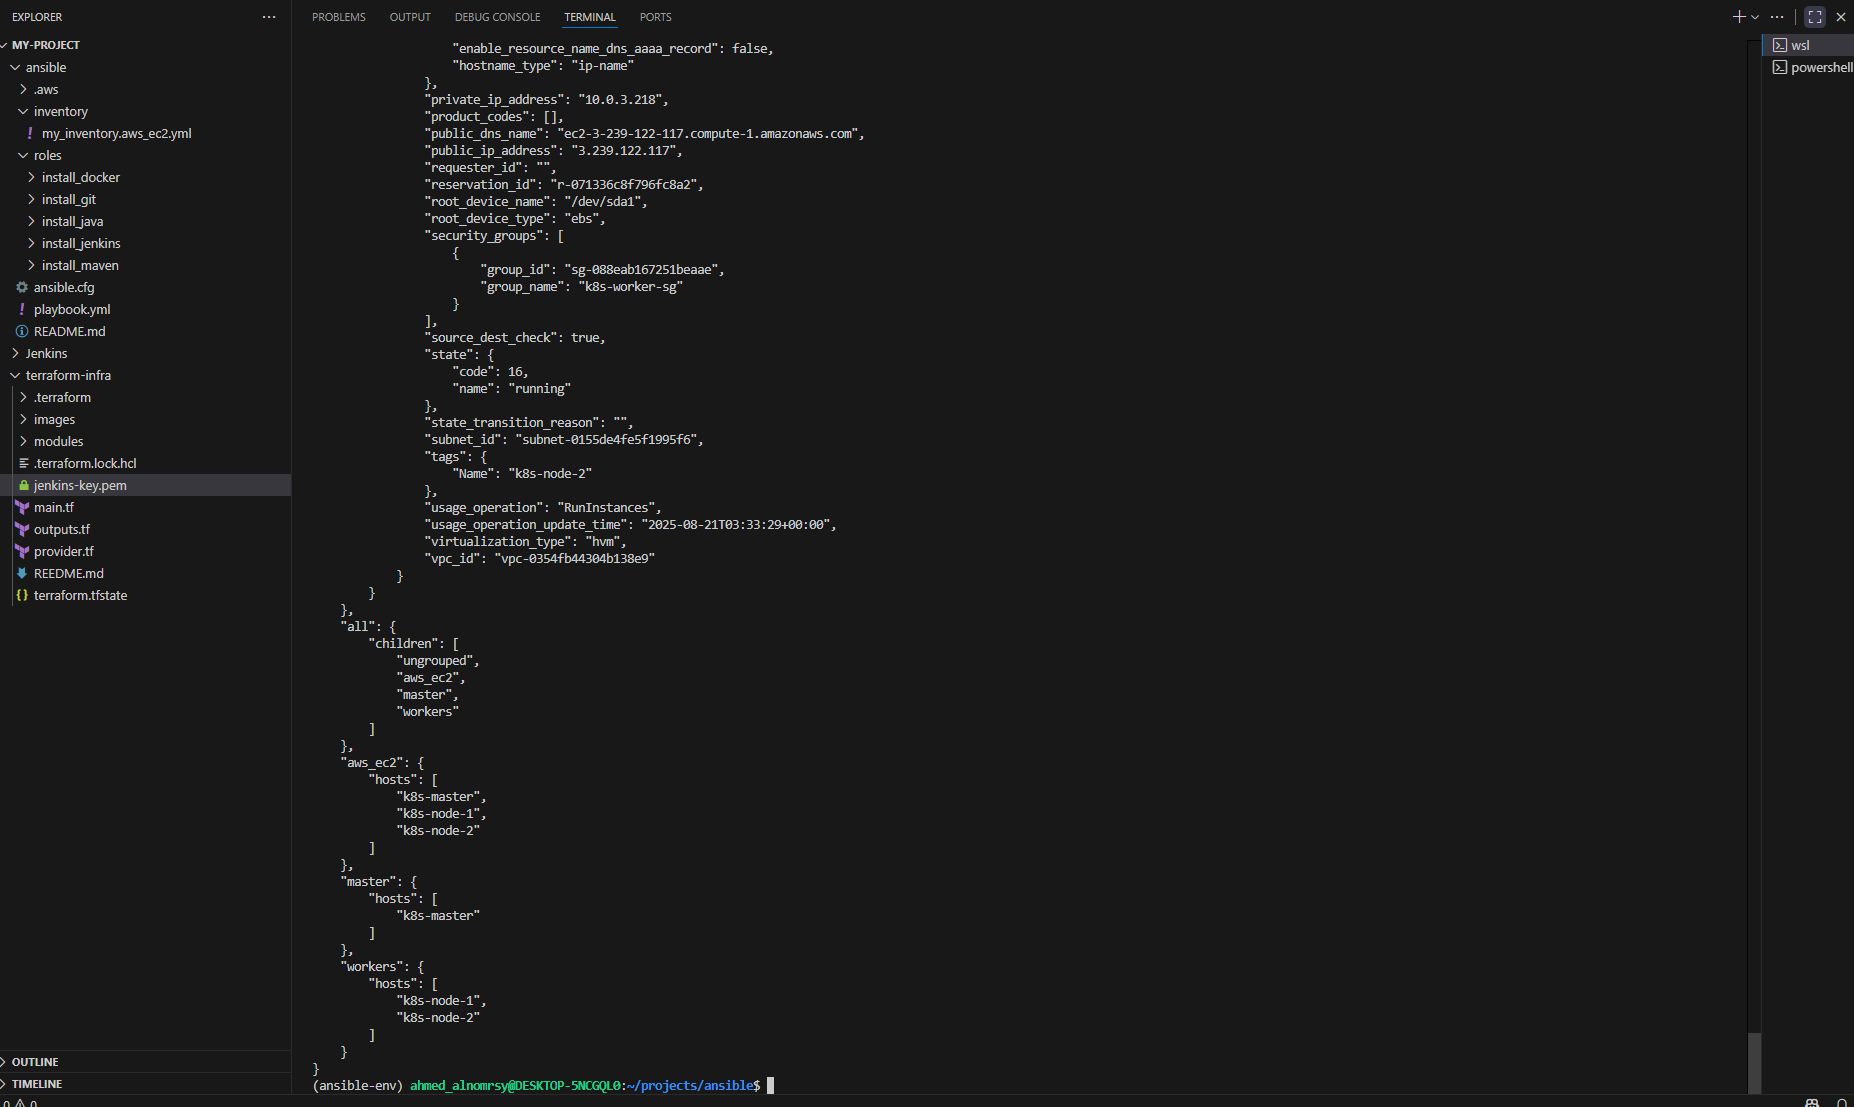 EXPLORER
MY-PROJECT
ansible
.aws
inventory
my_inventory.aws_ec2.yml
roles
install_docker
install_git
install_java
install_jenkins
install_maven
ansible.cfg
playbook.yml
README.md
Jenkins
terraform-infra
.terraform
images
modules
.terraform.lock.hcl
jenkins-key.pem
main.tf
outputs.tf
provider.tf
REEDME.md
terraform.tfstate
OUTLINE
TIMELINE
PROBLEMS OUTPUT DEBUG CONSOLE TERMINAL PORTS
"enable_resource_name_dns_aaaa_record": false,
"hostname_type": "ip-name"
},
"private_ip_address": "10.0.3.218",
"product_codes": [],
"public_dns_name": "ec2-3-239-122-117.compute-1.amazonaws.com",
"public_ip_address": "3.239.122.117",
"requester_id": "",
"reservation_id": "r-071336c8f796fc8a2",
"root_device_name": "/dev/sda1",
"root_device_type": "ebs",
"security_groups": [
{
"group_id": "sg-088eab167251beaae",
"group_name": "k8s-worker-sg"
}
],
"source_dest_check": true,
"state": {
"code": 16,
"name": "running"
},
"state_transition_reason": "",
"subnet_id": "subnet-0155de4fe5f1995f6",
"tags": {
"Name": "k8s-node-2"
},
"usage_operation": "RunInstances",
"usage_operation_update_time": "2025-08-21T03:33:29+00:00",
"virtualization_type": "hvm",
"vpc_id": "vpc-0354fb44304b138e9"
}
}
},
"all": {
"children": [
"ungrouped",
"aws_ec2",
"master",
"workers"
]
},
"aws_ec2": {
"hosts": [
"k8s-master",
"k8s-node-1",
"k8s-node-2"
]
},
"master": {
"hosts": [
"k8s-master"
]
},
"workers": {
"hosts": [
"k8s-node-1",
"k8s-node-2"
]
}
}
(ansible-env) ahmed_alnomrsy@DESKTOP-5NCGQL0:~/projects/ansible$
wsl
powershell
0 0